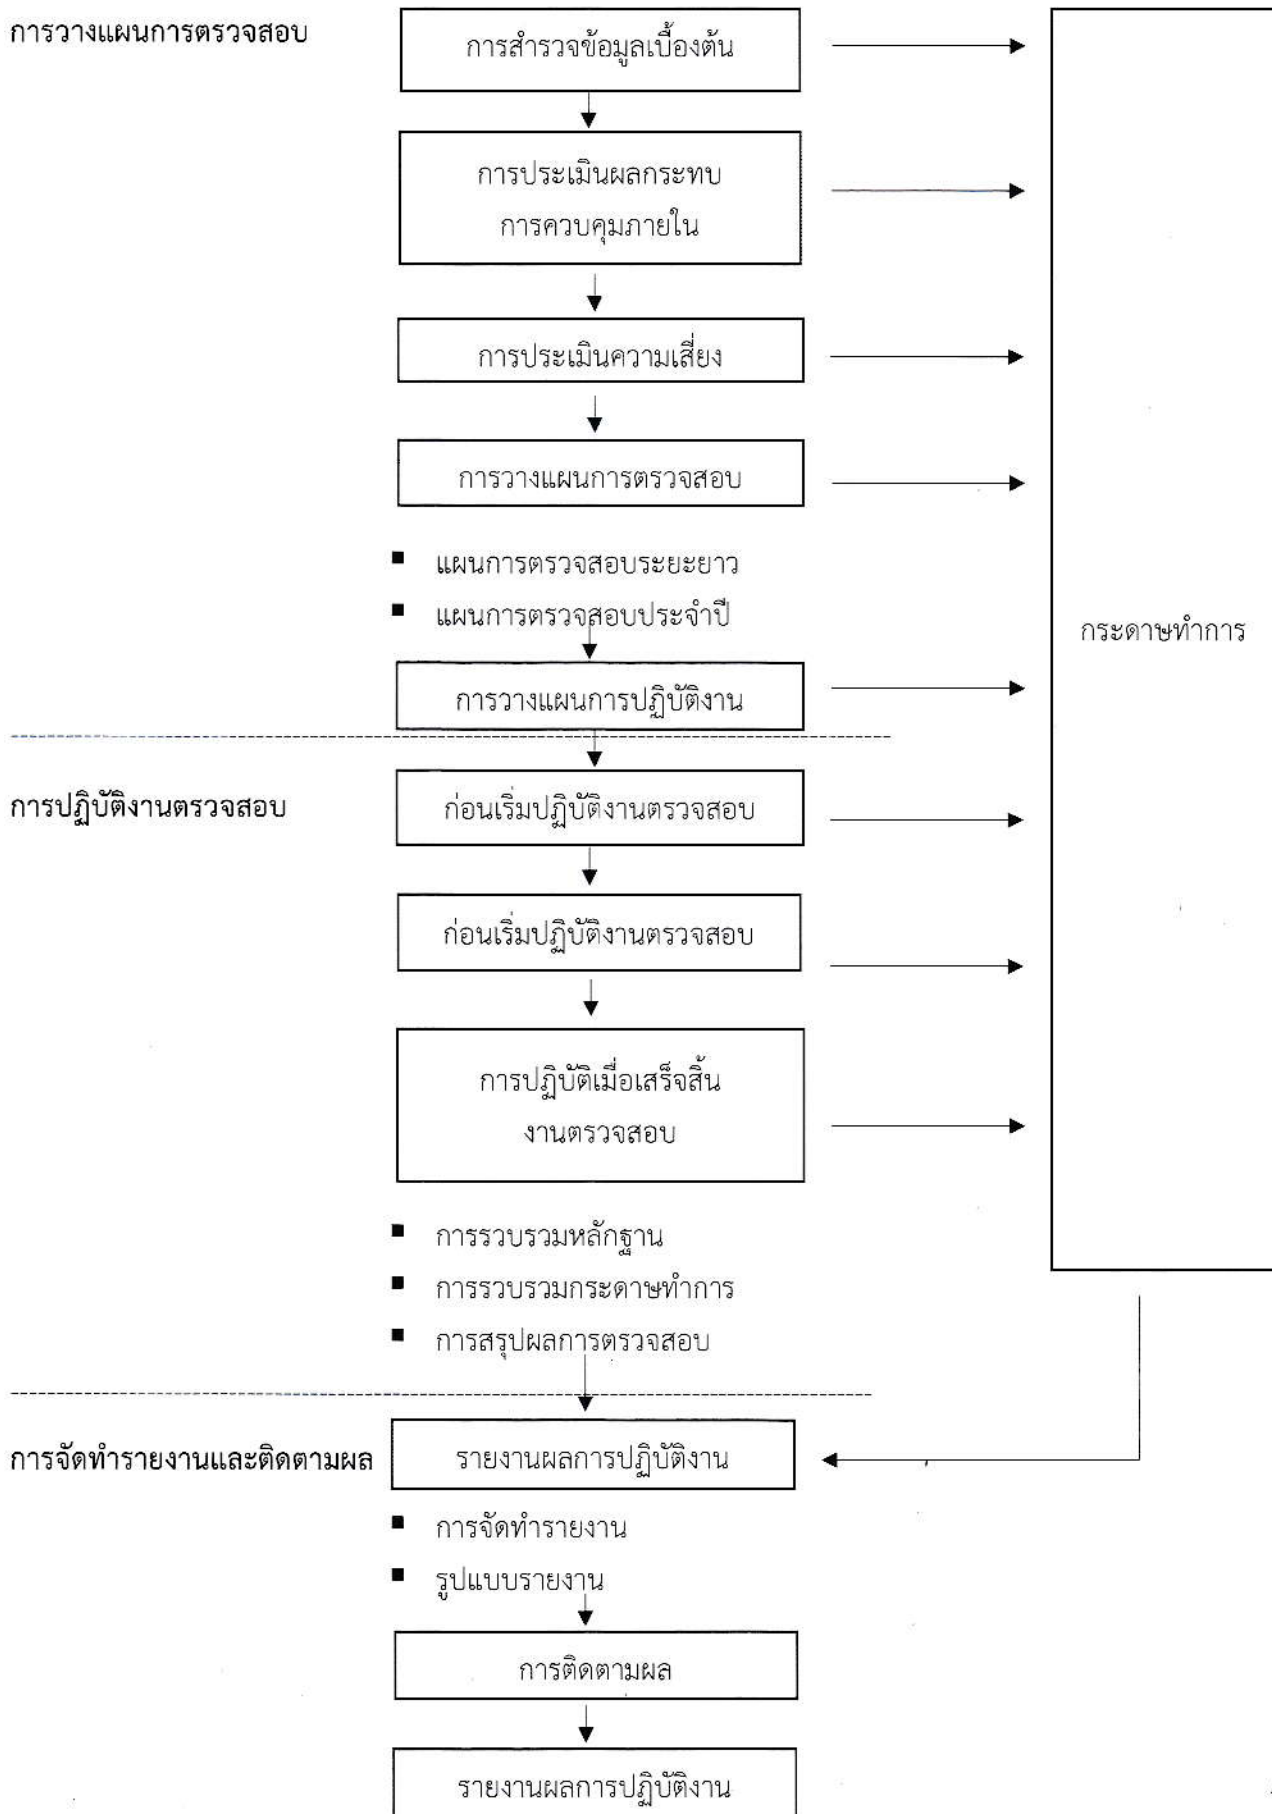 การวางแผนการตรวจสอบ
การสำรวจข้อมูลเบื้องต้น
การประเมินผลกระทบ
การควบคุมภายใน
การประเมินความเสี่ยง
การวางแผนการตรวจสอบ
■ แผนการตรวจสอบระยะยาว
■ แผนการตรวจสอบประจำปี
กระดาษทำการ
การวางแผนการปฏิบัติงาน
การปฏิบัติงานตรวจสอบ
ก่อนเริ่มปฏิบัติงานตรวจสอบ
ก่อนเริ่มปฏิบัติงานตรวจสอบ
การปฏิบัติเมื่อเสร็จสิ้น
งานตรวจสอบ
■ การรวบรวมหลักฐาน
■ การรวบรวมกระดาษทำการ
■ การสรุปผลการตรวจสอบ
การจัดทำรายงานและติดตามผล
รายงานผลการปฏิบัติงาน
■ การจัดทำรายงาน
■ รูปแบบรายงาน
การติดตามผล
รายงานผลการปฏิบัติงาน